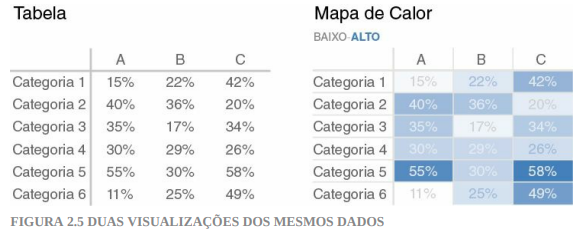 Tabela
A B C
Categoria 1 15% 22% 42%
Categoria 2 40% 36% 20%
Categoria 3 35% 17% 34%
Categoria 4 30% 29% 26%
Categoria 5 55% 30% 58%
Categoria 6 11% 25% 49%
Mapa de Calor
BAIXO-ALTO
A B C
Categoria 1 15% 22% 42%
Categoria 2 40% 36% 20%
Categoria 3 35% 17% 34%
Categoria 4 30% 29% 26%
Categoria 5 55% 30% 58%
Categoria 6 11% 25% 49%
FIGURA 2.5 DUAS VISUALIZAÇÕES DOS MESMOS DADOS